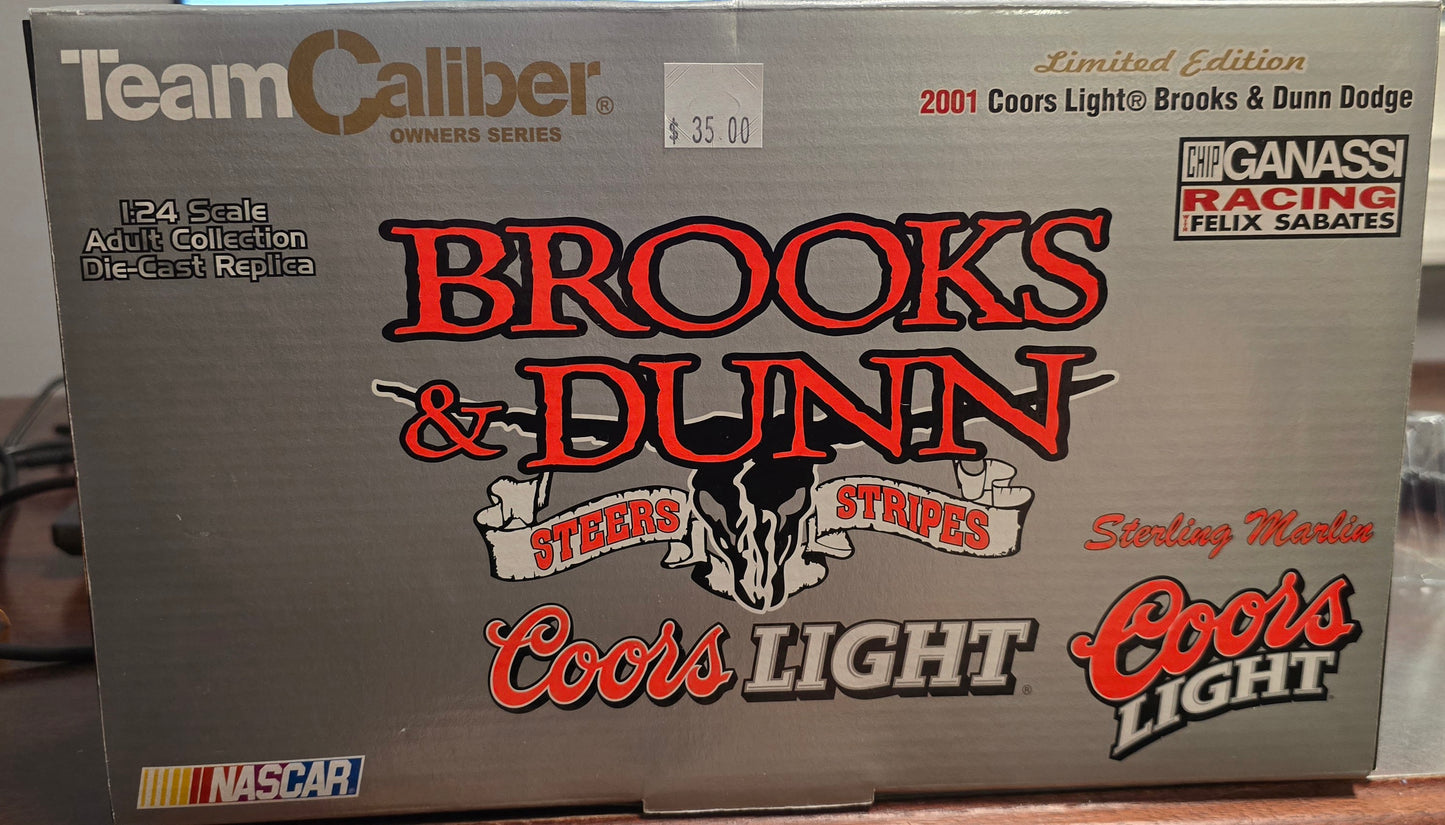 TeamCaliber®
OWNERS SERIES
$ 35.00
Limited Edition
2001 Coors Light® Brooks & Dunn Dodge
CHIP GANASSI
RACING
WITH FELIX SABATES
1:24 Scale
Adult Collection
Die-Cast Replica
BROOKS
& DUNN
STEERS STRIPES
Sterling Marlin
Coors LIGHT®
Coors
LIGHT
NASCAR®